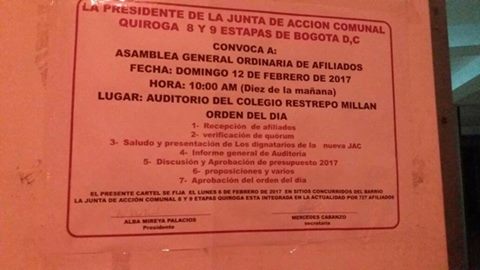 LA PRESIDENTE DE LA JUNTA DE ACCION COMUNAL
QUIROGA 8 Y 9 ETAPAS DE BOGOTA D,C
CONVOCA A:
ASAMBLEA GENERAL ORDINARIA DE AFILIADOS
FECHA: DOMINGO 12 DE FEBRERO DE 2017
HORA: 10:00 AM (Diez de la mañana)
LUGAR: AUDITORIO DEL COLEGIO RESTREPO MILLAN
ORDEN DEL DIA
1- Recepción de afiliados
2- verificación de quórum
3- Saludo y presentación de Los dignatarios de la nueva JAC
4- Informe general de Auditoria
5- Discusión y Aprobación de presupuesto 2017
6- proposiciones y varios
7- Aprobación del orden del día
EL PRESENTE CARTEL SE FIJA EL LUNES 6 DE FEBRERO DE 2017 EN SITIOS CONCURRIDOS DEL BARRIO
LA JUNTA DE ACCIÓN COMUNAL 8 Y 9 ETAPAS QUIROGA ESTA INTEGRADA EN LA ACTUALIDAD POR 727 AFILIADOS
ALBA MIREYA PALACIOS MERCEDES CABANZO
Presidente secretaria